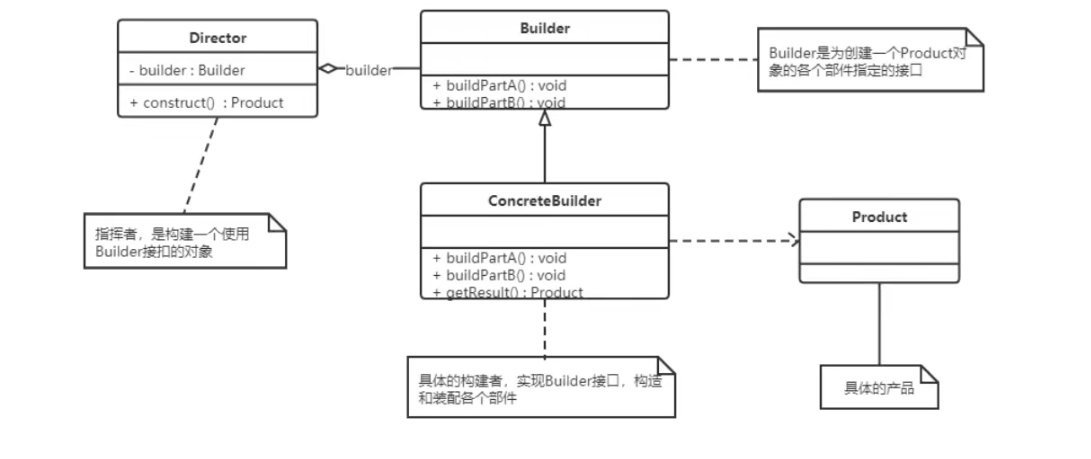 Director
- builder : Builder
+ construct() : Product
builder
Builder
+ buildPartA() : void
+ buildPartB() : void
Builder是为创建一个Product对
象的各个部件指定的接口
指挥者，是构建一个使用
Builder接扣的对象
ConcreteBuilder
+ buildPartA() : void
+ buildPartB() : void
+ getResult() : Product
Product
具体的构建者，实现Builder接口，构造
和装配各个部件
具体的产品